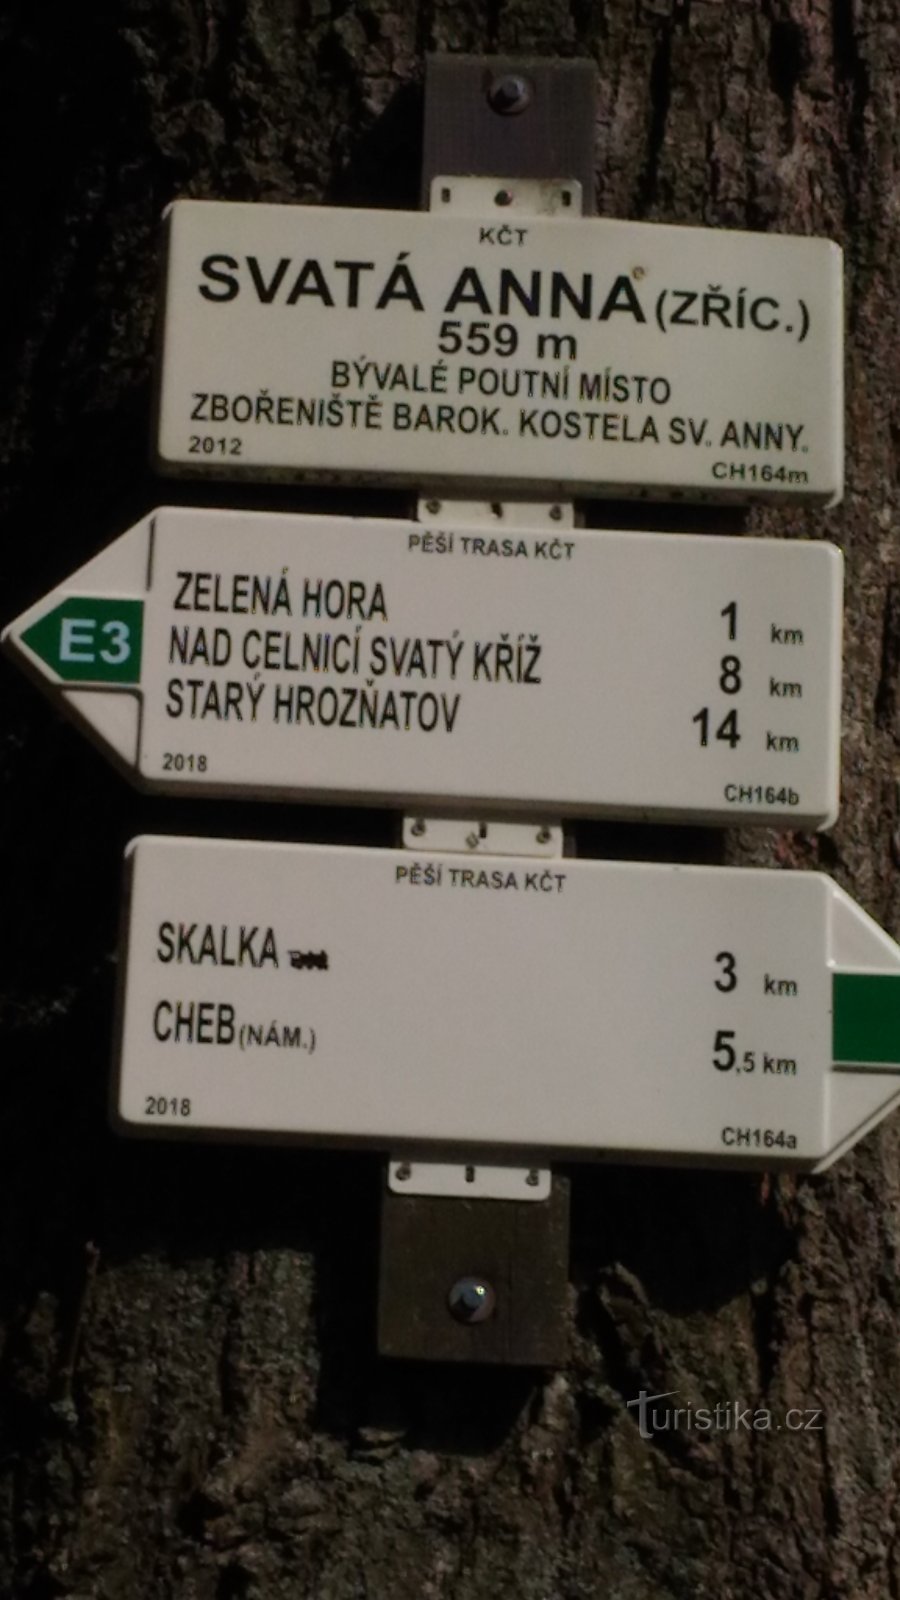 KČT
SVATÁ ANNA (ZŘÍC.)
559 m
BÝVALÉ POUTNÍ MÍSTO
ZBOŘENIŠTĚ BAROK. KOSTELA SV. ANNY.
2012 CH164m
PĚŠÍ TRASA KČT
E3
ZELENÁ HORA 1 km
NAD CELNICÍ SVATÝ KŘÍŽ 8 km
STARÝ HROZŇATOV 14 km
2018 CH164b
PĚŠÍ TRASA KČT
SKALKA 3 km
CHEB (NÁM.) 5,5 km
2018 CH164a
Turistika.cz